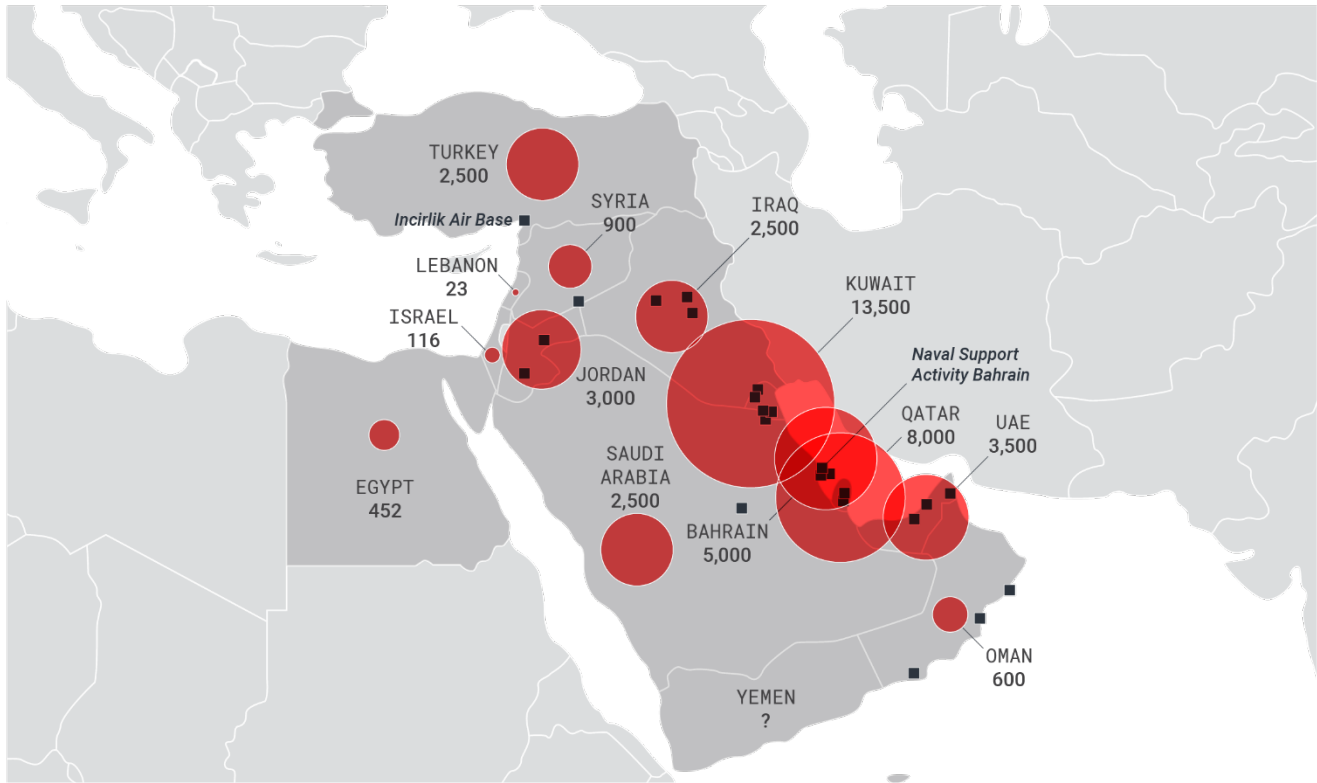 TURKEY
2,500
Incirlik Air Base
SYRIA
900
IRAQ
2,500
LEBANON
23
ISRAEL
116
KUWAIT
13,500
Naval Support
Activity Bahrain
JORDAN
3,000
QATAR
8,000
UAE
3,500
EGYPT
452
SAUDI
ARABIA
2,500
BAHRAIN
5,000
OMAN
600
YEMEN
?